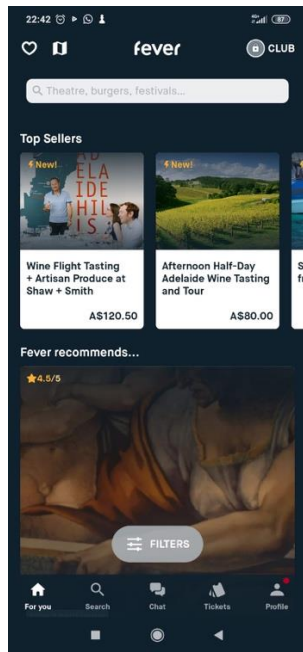 22:42
4G+
87
fever
CLUB
Theatre, burgers, festivals...
Top Sellers
New!
ADELAIDE HILLS
New!
Wine Flight Tasting
+ Artisan Produce at
Shaw + Smith
A$120.50
Afternoon Half-Day
Adelaide Wine Tasting
and Tour
A$80.00
Fever recommends...
4.5/5
FILTERS
For you
Search
Chat
Tickets
Profile